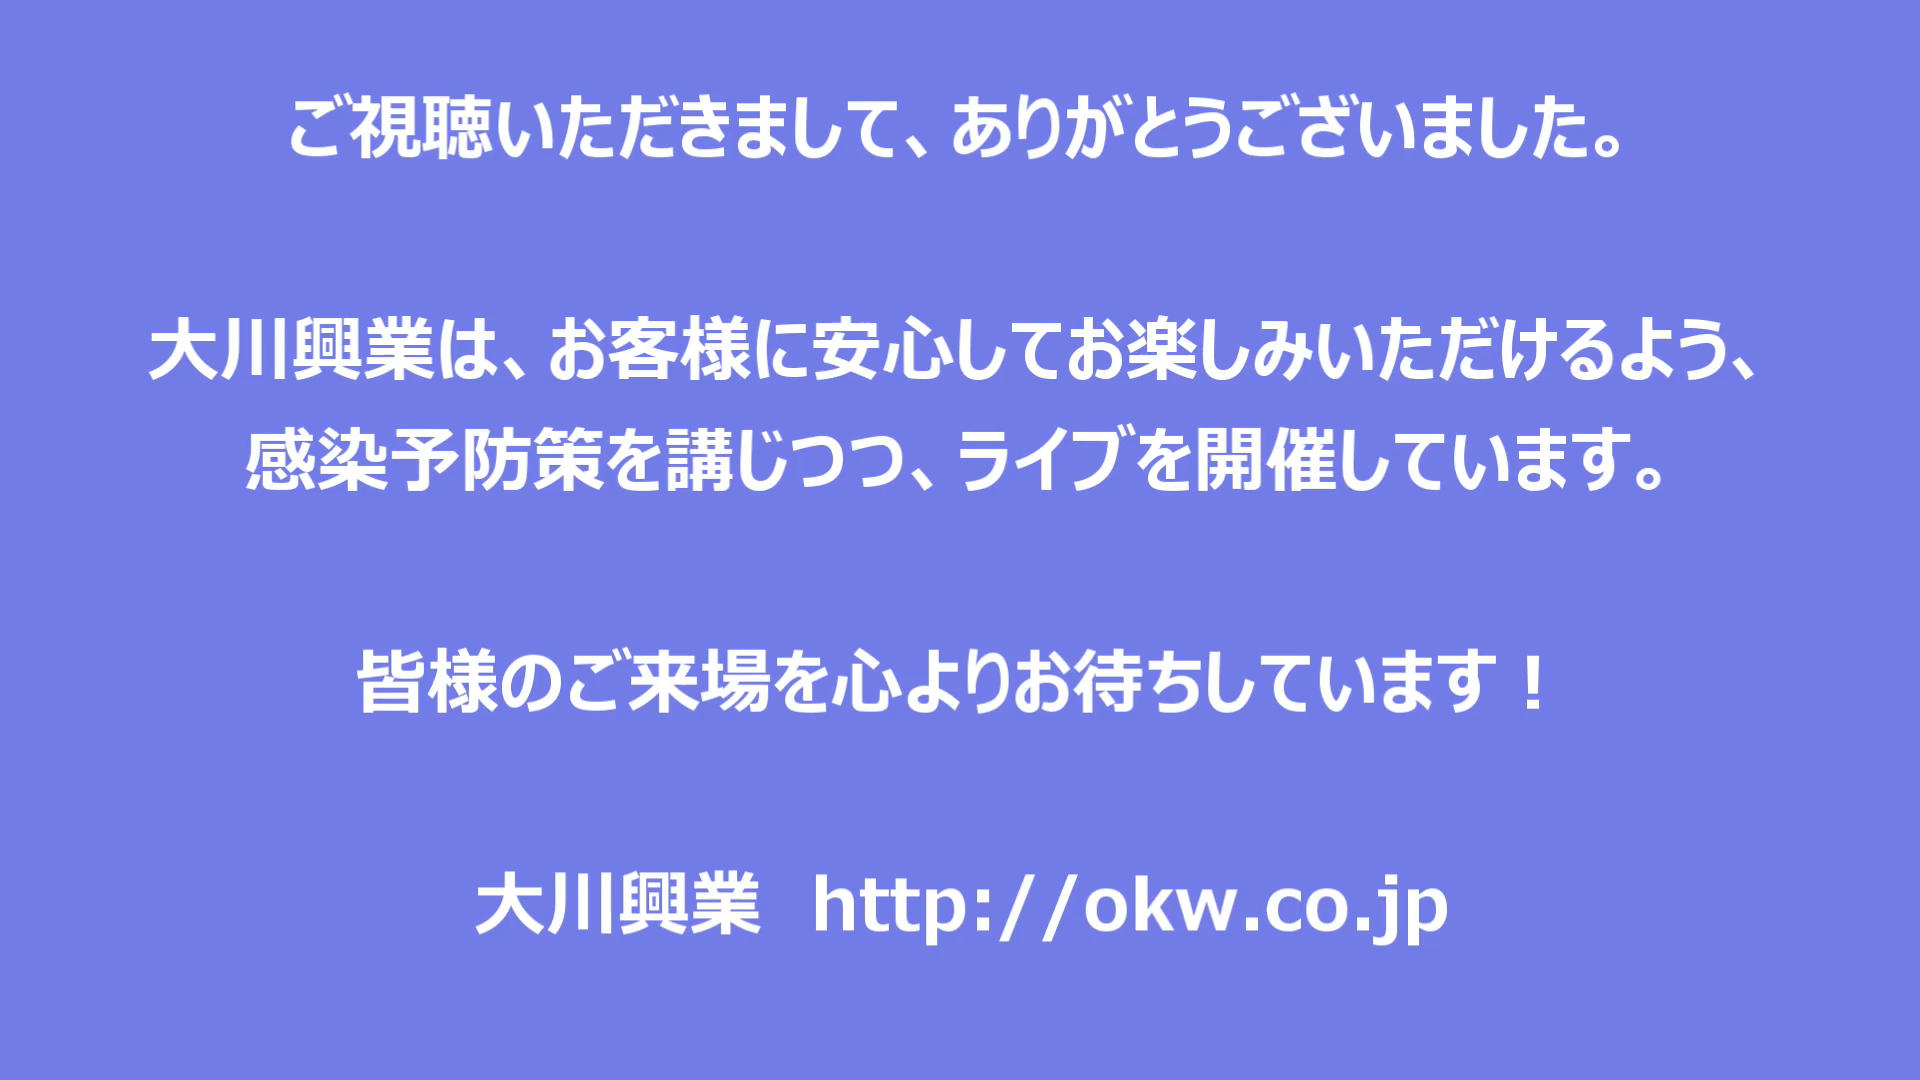 ご視聴いただきまして、ありがとうございました。
大川興業は、お客様に安心してお楽しみいただけるよう、
感染予防策を講じつつ、ライブを開催しています。
皆様のご来場を心よりお待ちしています！
大川興業　http://okw.co.jp